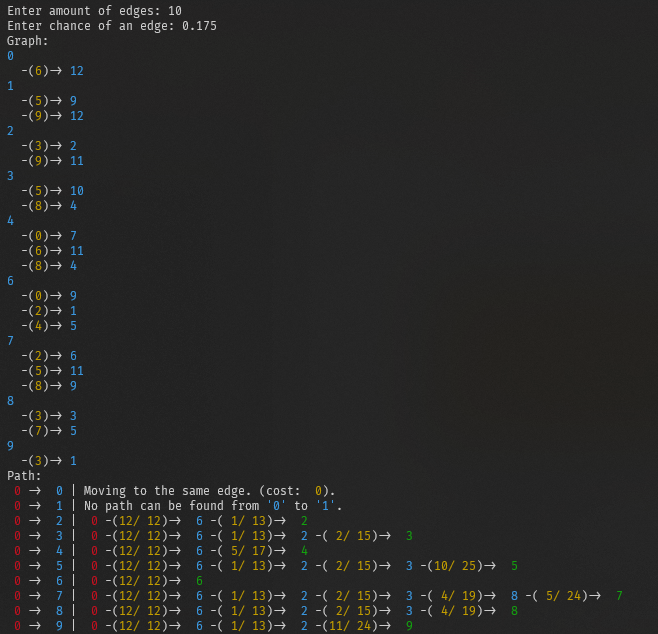 Enter amount of edges: 10
Enter chance of an edge: 0.175
Graph:
0
  -(6)→ 12
1
  -(5)→ 9
  -(9)→ 12
2
  -(3)→ 2
  -(9)→ 11
3
  -(5)→ 10
  -(8)→ 4
4
  -(0)→ 7
  -(6)→ 11
  -(8)→ 4
6
  -(0)→ 9
  -(2)→ 1
  -(4)→ 5
7
  -(2)→ 6
  -(5)→ 11
  -(8)→ 9
8
  -(3)→ 3
  -(7)→ 5
9
  -(3)→ 1
Path:
 0 →  0 | Moving to the same edge. (cost:  0).
 0 →  1 | No path can be found from '0' to '1'.
 0 →  2 |  0 -(12/ 12)→  6 -( 1/ 13)→  2
 0 →  3 |  0 -(12/ 12)→  6 -( 1/ 13)→  2 -( 2/ 15)→  3
 0 →  4 |  0 -(12/ 12)→  6 -( 5/ 17)→  4
 0 →  5 |  0 -(12/ 12)→  6 -( 1/ 13)→  2 -( 2/ 15)→  3 -(10/ 25)→  5
 0 →  6 |  0 -(12/ 12)→  6
 0 →  7 |  0 -(12/ 12)→  6 -( 1/ 13)→  2 -( 2/ 15)→  3 -( 4/ 19)→  8 -( 5/ 24)→  7
 0 →  8 |  0 -(12/ 12)→  6 -( 1/ 13)→  2 -( 2/ 15)→  3 -( 4/ 19)→  8
 0 →  9 |  0 -(12/ 12)→  6 -( 1/ 13)→  2 -(11/ 24)→  9